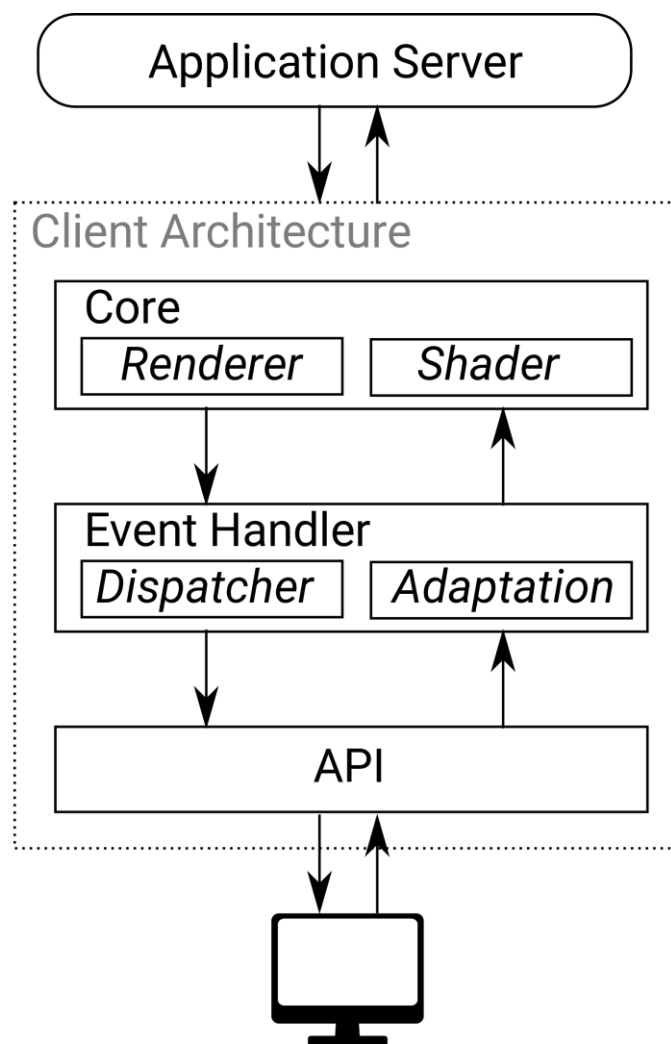 Application Server
Client Architecture
Core
Renderer
Shader
Event Handler
Dispatcher
Adaptation
API